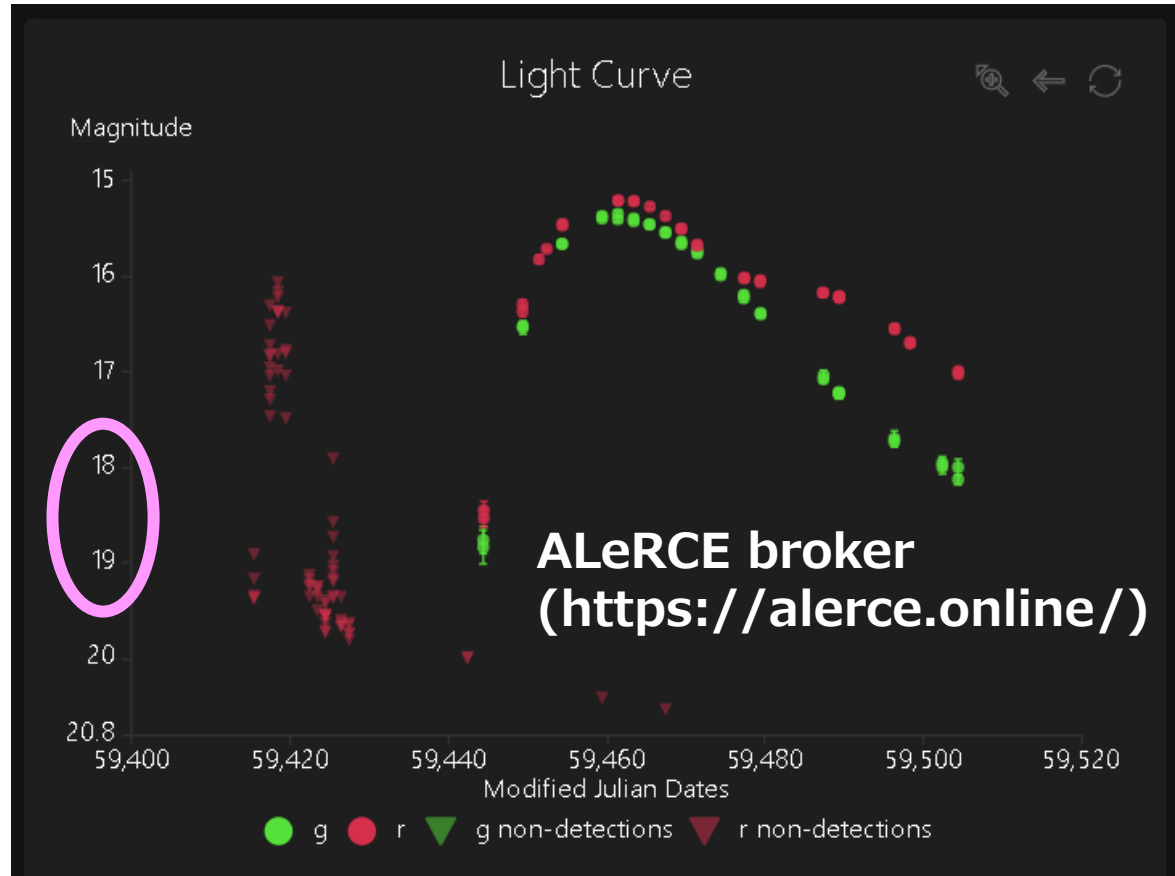 Light Curve
Magnitude
15
16
17
18
19
20
20.8
ALeRCE broker
(https://alerce.online/)
59,400 59,420 59,440 59,460 59,480 59,500 59,520
Modified Julian Dates
g r g non-detections r non-detections